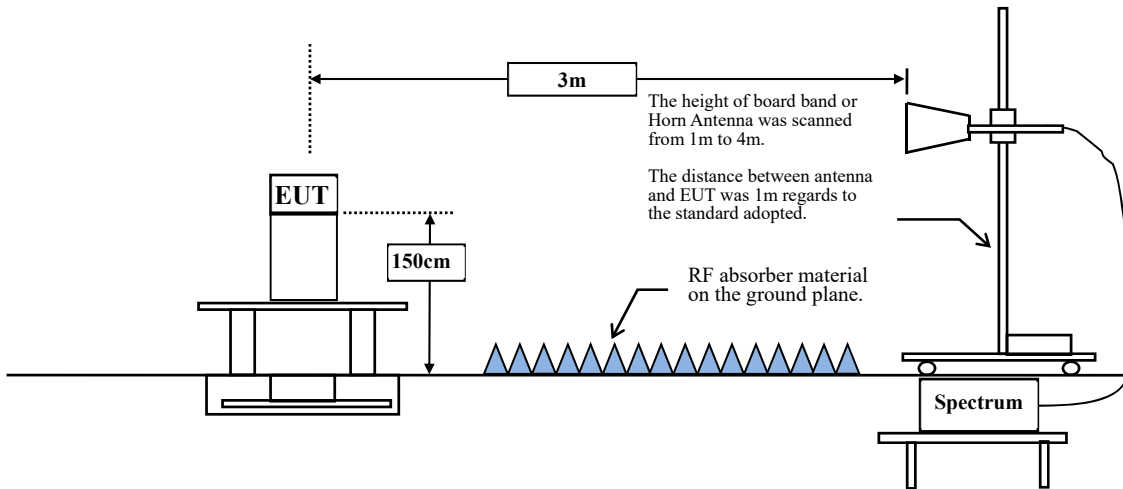 3m
The height of board band or
Horn Antenna was scanned
from 1m to 4m.
The distance between antenna
and EUT was 1m regards to
the standard adopted.
EUT
150cm
RF absorber material
on the ground plane.
Spectrum